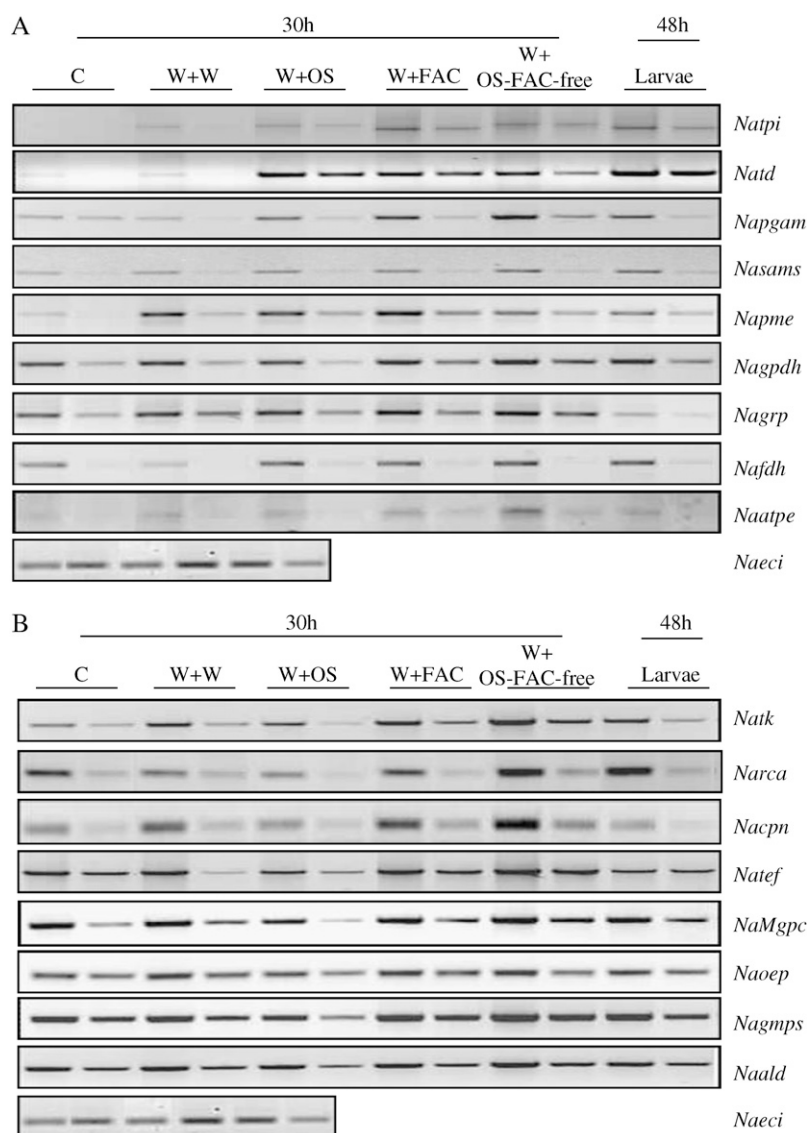 A
30h 48h
C W+W W+OS W+FAC W+ OS-FAC-free Larvae
Natpi
Natd
Napgam
Nasams
Napme
Nagpdh
Nagrp
Nafdh
Naatpe
Naeci
B
30h 48h
C W+W W+OS W+FAC W+ OS-FAC-free Larvae
Natk
Narca
Nacpn
Natef
NaMgpc
Naoep
Nagmps
Naald
Naeci